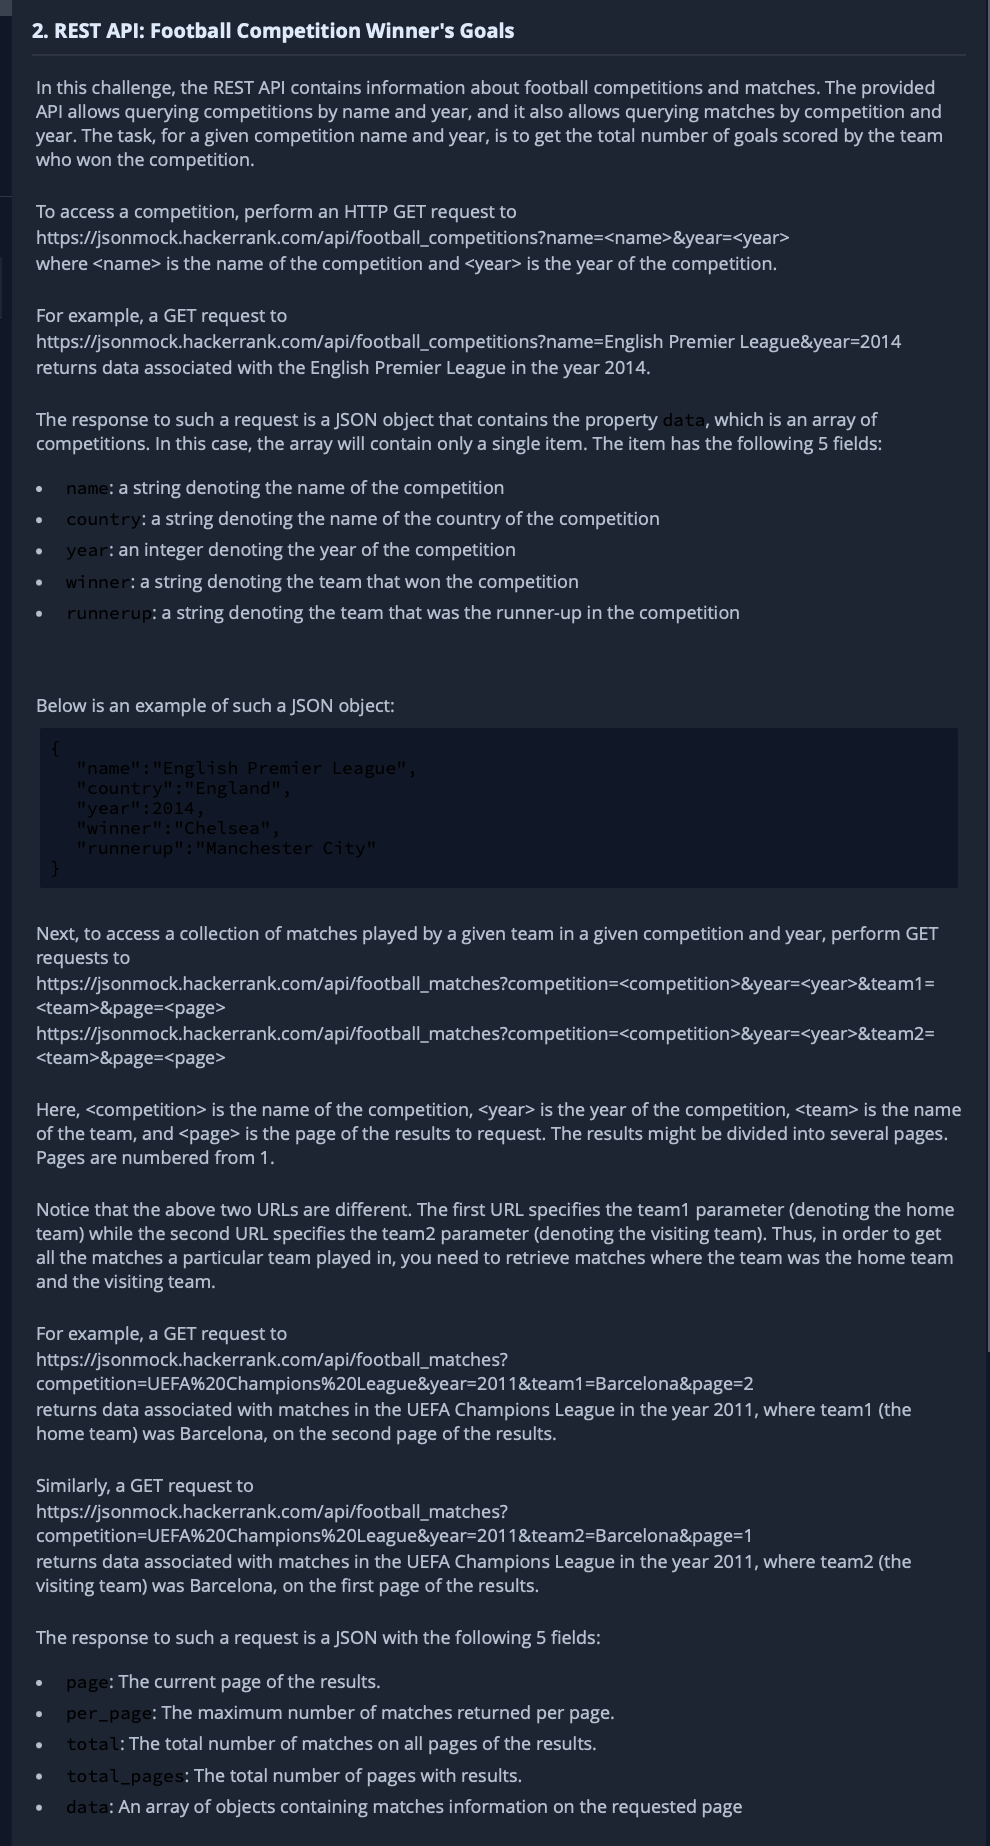 2. REST API: Football Competition Winner's Goals
In this challenge, the REST API contains information about football competitions and matches. The provided
API allows querying competitions by name and year, and it also allows querying matches by competition and
year. The task, for a given competition name and year, is to get the total number of goals scored by the team
who won the competition.
To access a competition, perform an HTTP GET request to
https://jsonmock.hackerrank.com/api/football_competitions?name=<name>&year=<year>
where <name> is the name of the competition and <year> is the year of the competition.
For example, a GET request to
https://jsonmock.hackerrank.com/api/football_competitions?name=English Premier League&year=2014
returns data associated with the English Premier League in the year 2014.
The response to such a request is a JSON object that contains the property data, which is an array of
competitions. In this case, the array will contain only a single item. The item has the following 5 fields:
• name: a string denoting the name of the competition
• country: a string denoting the name of the country of the competition
• year: an integer denoting the year of the competition
• winner: a string denoting the team that won the competition
• runnerup: a string denoting the team that was the runner-up in the competition
Below is an example of such a JSON object:
{
"name":"English Premier League",
"country":"England",
"year":2014,
"winner":"Chelsea",
"runnerup":"Manchester City"
}
Next, to access a collection of matches played by a given team in a given competition and year, perform GET
requests to
https://jsonmock.hackerrank.com/api/football_matches?competition=<competition>&year=<year>&team1=
<team>&page=<page>
https://jsonmock.hackerrank.com/api/football_matches?competition=<competition>&year=<year>&team2=
<team>&page=<page>
Here, <competition> is the name of the competition, <year> is the year of the competition, <team> is the name
of the team, and <page> is the page of the results to request. The results might be divided into several pages.
Pages are numbered from 1.
Notice that the above two URLs are different. The first URL specifies the team1 parameter (denoting the home
team) while the second URL specifies the team2 parameter (denoting the visiting team). Thus, in order to get
all the matches a particular team played in, you need to retrieve matches where the team was the home team
and the visiting team.
For example, a GET request to
https://jsonmock.hackerrank.com/api/football_matches?
competition=UEFA%20Champions%20League&year=2011&team1=Barcelona&page=2
returns data associated with matches in the UEFA Champions League in the year 2011, where team1 (the
home team) was Barcelona, on the second page of the results.
Similarly, a GET request to
https://jsonmock.hackerrank.com/api/football_matches?
competition=UEFA%20Champions%20League&year=2011&team2=Barcelona&page=1
returns data associated with matches in the UEFA Champions League in the year 2011, where team2 (the
visiting team) was Barcelona, on the first page of the results.
The response to such a request is a JSON with the following 5 fields:
• page: The current page of the results.
• per_page: The maximum number of matches returned per page.
• total: The total number of matches on all pages of the results.
• total_pages: The total number of pages with results.
• data: An array of objects containing matches information on the requested page